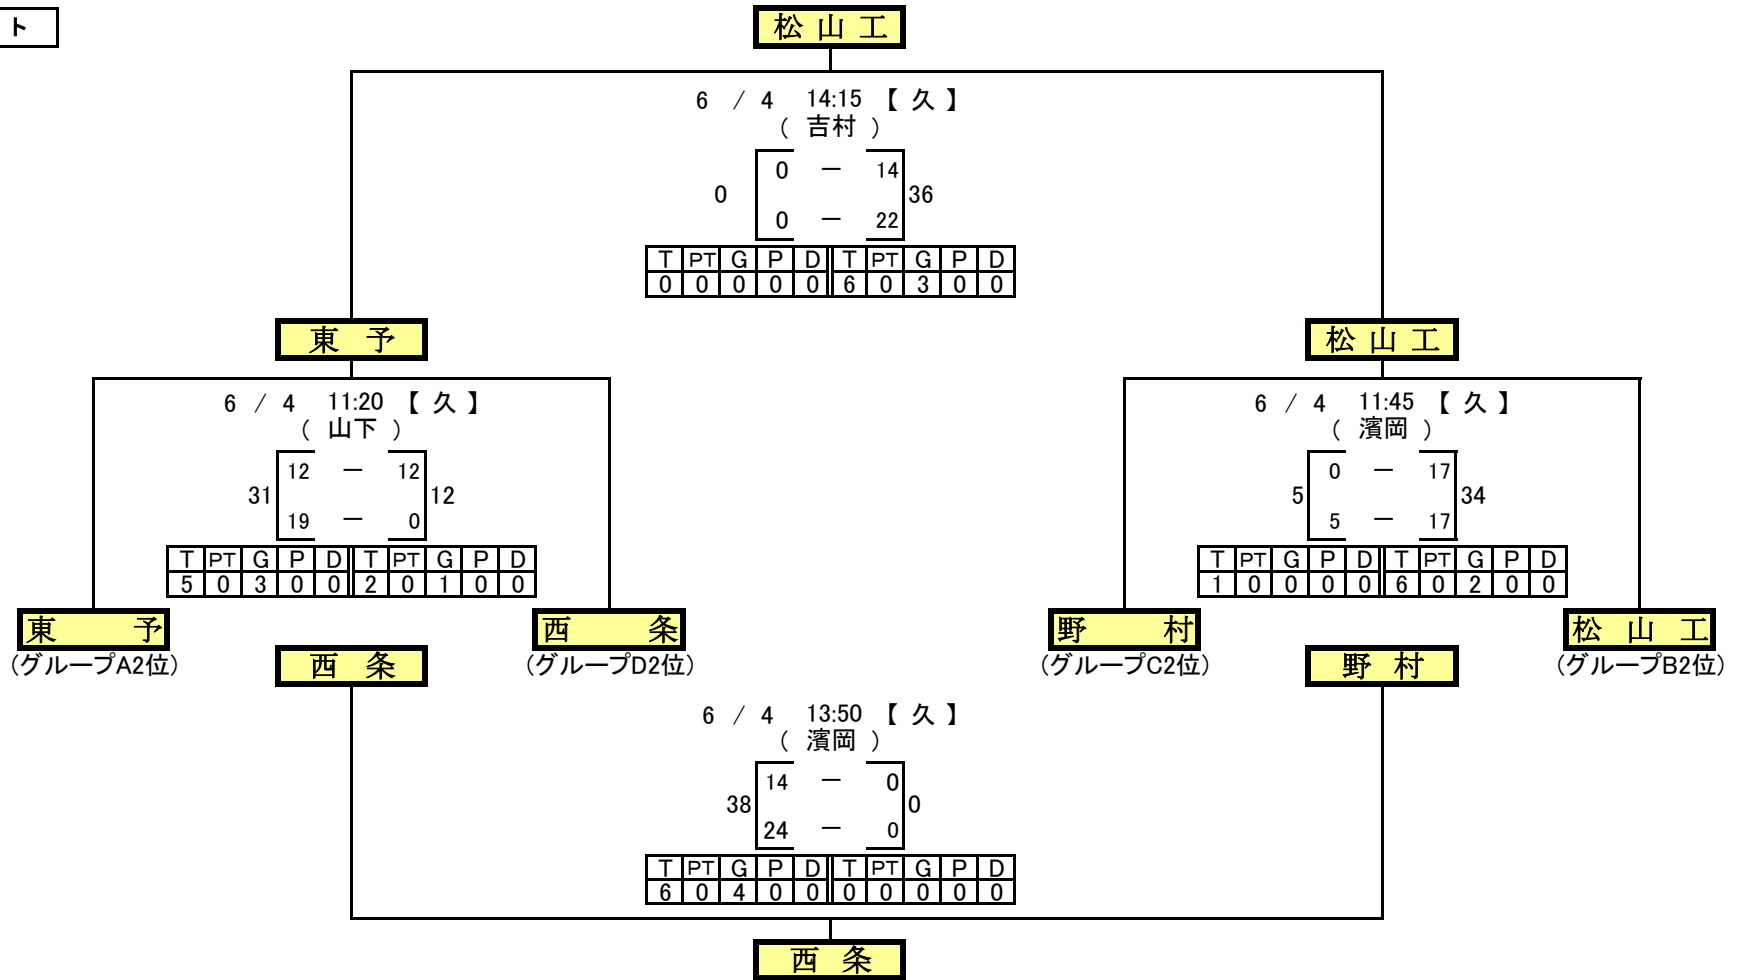 ト
松 山 工
6 / 4 14:15 【 久 】
( 吉村 )
0 － 14
0 36
0 － 22
T PT G P D T PT G P D
0 0 0 0 0 6 0 3 0 0
東 予 松 山 工
6 / 4 11:20 【 久 】 6 / 4 11:45 【 久 】
( 山下 ) ( 濱岡 )
12 － 12 0 － 17
31 12 5 34
19 － 0 5 － 17
T PT G P D T PT G P D T PT G P D T PT G P D
5 0 3 0 0 2 0 1 0 0 1 0 0 0 0 6 0 2 0 0
東 予 西 条 野 村 松 山 工
(グループA2位) 西 条 (グループD2位) (グループC2位) 野 村 (グループB2位)
6 / 4 13:50 【 久 】
( 濱岡 )
14 － 0
38 0
24 － 0
T PT G P D T PT G P D
6 0 4 0 0 0 0 0 0 0
西 条